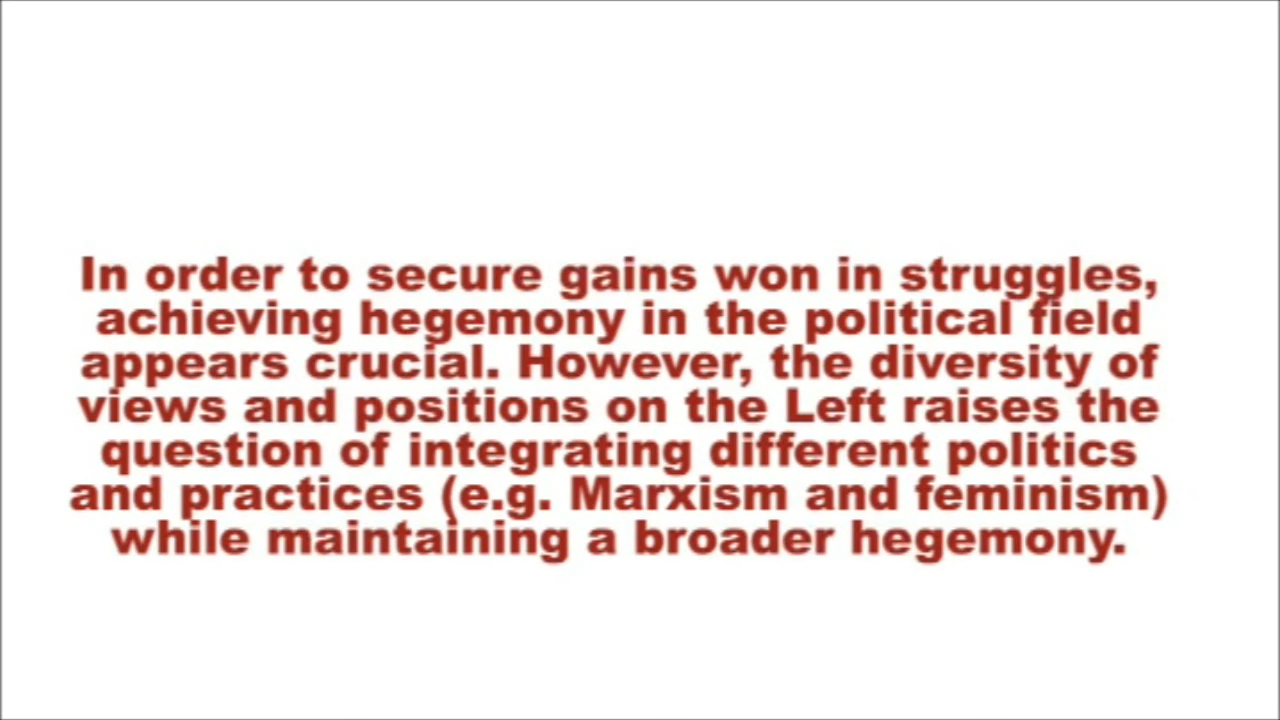 In order to secure gains won in struggles,
achieving hegemony in the political field
appears crucial. However, the diversity of
views and positions on the Left raises the
question of integrating different politics
and practices (e.g. Marxism and feminism)
while maintaining a broader hegemony.